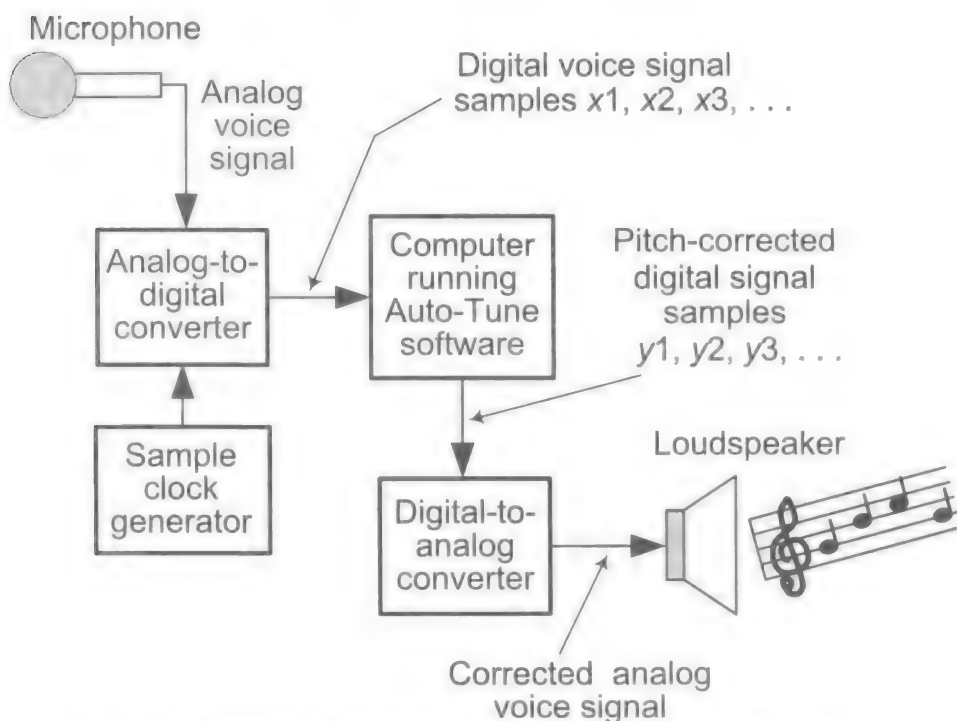 Microphone
Analog
voice
signal
Digital voice signal
samples x1, x2, x3, . . .
Analog-to-
digital
converter
Computer
running
Auto-Tune
software
Pitch-corrected
digital signal
samples
y1, y2, y3, . . .
Sample
clock
generator
Digital-to-
analog
converter
Loudspeaker
Corrected analog
voice signal